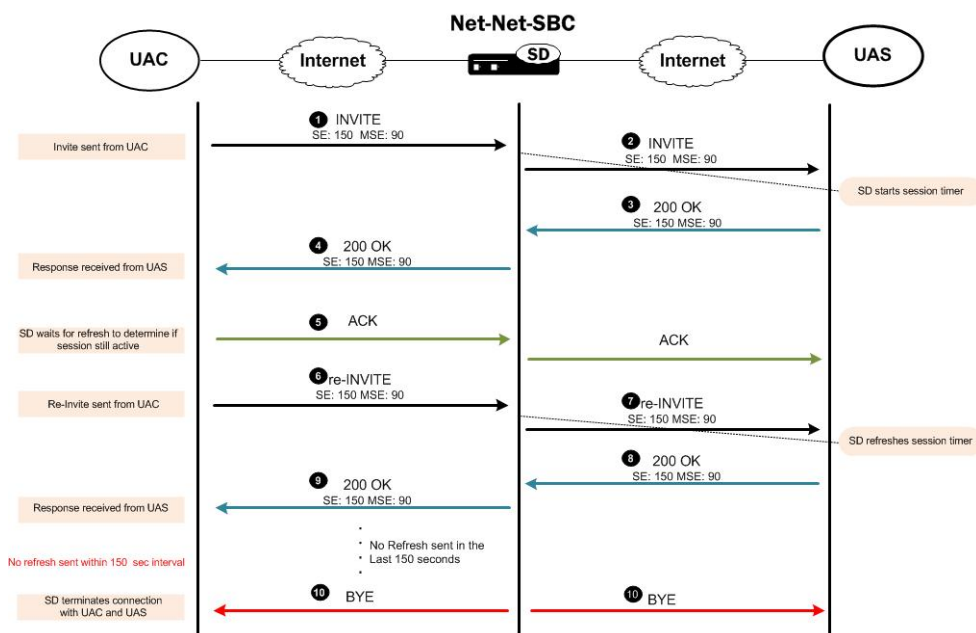 Net-Net-SBC
UAC
Internet
SD
Internet
UAS
1 INVITE
SE: 150 MSE: 90
Invite sent from UAC
2 INVITE
SE: 150 MSE: 90
SD starts session timer
3 200 OK
SE: 150 MSE: 90
4 200 OK
SE: 150 MSE: 90
Response received from UAS
5 ACK
SD waits for refresh to determine if
session still active
ACK
6 re-INVITE
SE: 150 MSE: 90
Re-Invite sent from UAC
7 re-INVITE
SE: 150 MSE: 90
SD refreshes session timer
8 200 OK
SE: 150 MSE: 90
9 200 OK
SE: 150 MSE: 90
Response received from UAS
No Refresh sent in the
Last 150 seconds
No refresh sent within 150 sec interval
10 BYE
10 BYE
SD terminates connection
with UAC and UAS